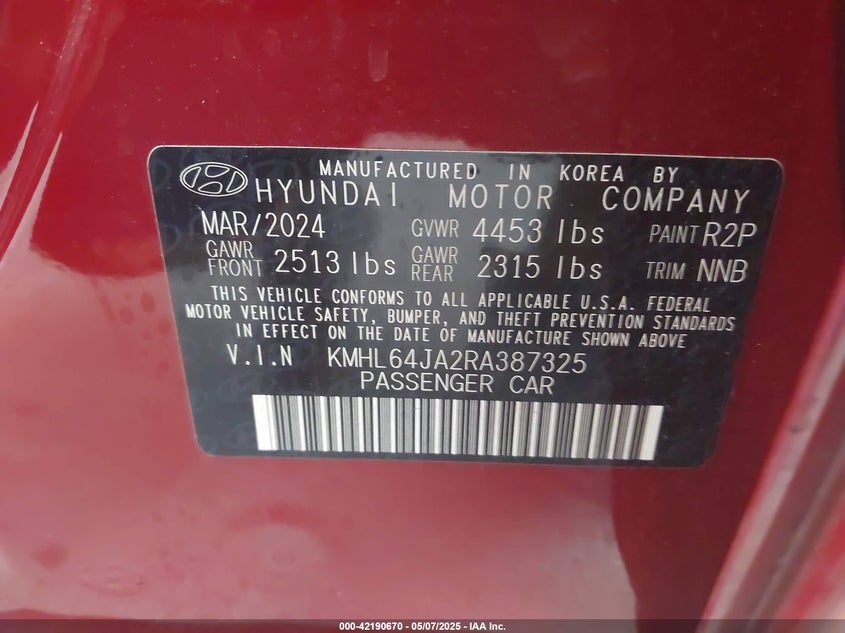 MANUFACTURED IN KOREA BY
HYUNDAI MOTOR COMPANY
MAR/2024 GVWR 4453 lbs PAINT R2P
GAWR FRONT 2513 lbs GAWR REAR 2315 lbs TRIM NNB
THIS VEHICLE CONFORMS TO ALL APPLICABLE U.S.A. FEDERAL
MOTOR VEHICLE SAFETY, BUMPER, AND THEFT PREVENTION STANDARDS
IN EFFECT ON THE DATE OF MANUFACTURE SHOWN ABOVE
V.I.N KMHL64JA2RA387325
PASSENGER CAR
000-42190670 - 05/07/2025 - IAA Inc.